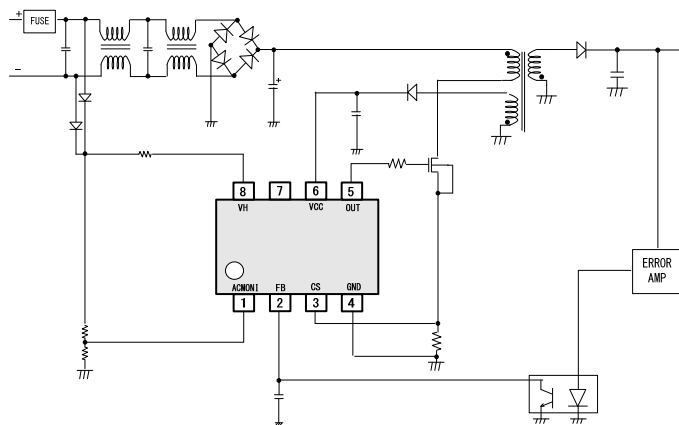 +
FUSE
−
+
8 7 6 5
VH VCC OUT
ACMONI FB CS GND
1 2 3 4
ERROR
AMP